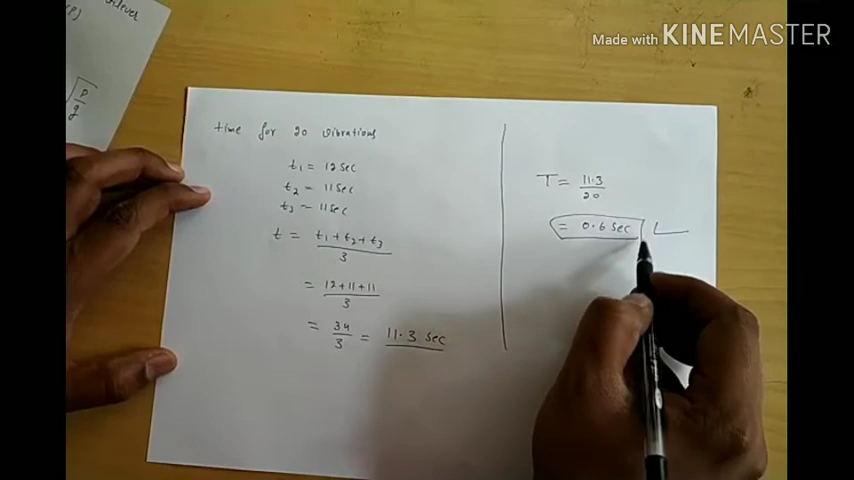 Made with KINEMASTER
(P)
p
g
time for 20 vibrations
t1 = 12 sec
t2 = 11 sec
t3 = 11 sec
t = t1 + t2 + t3
3
= 12+11+11
3
= 34
3
= 11.3 sec
T = 11.3
20
= 0.6 sec